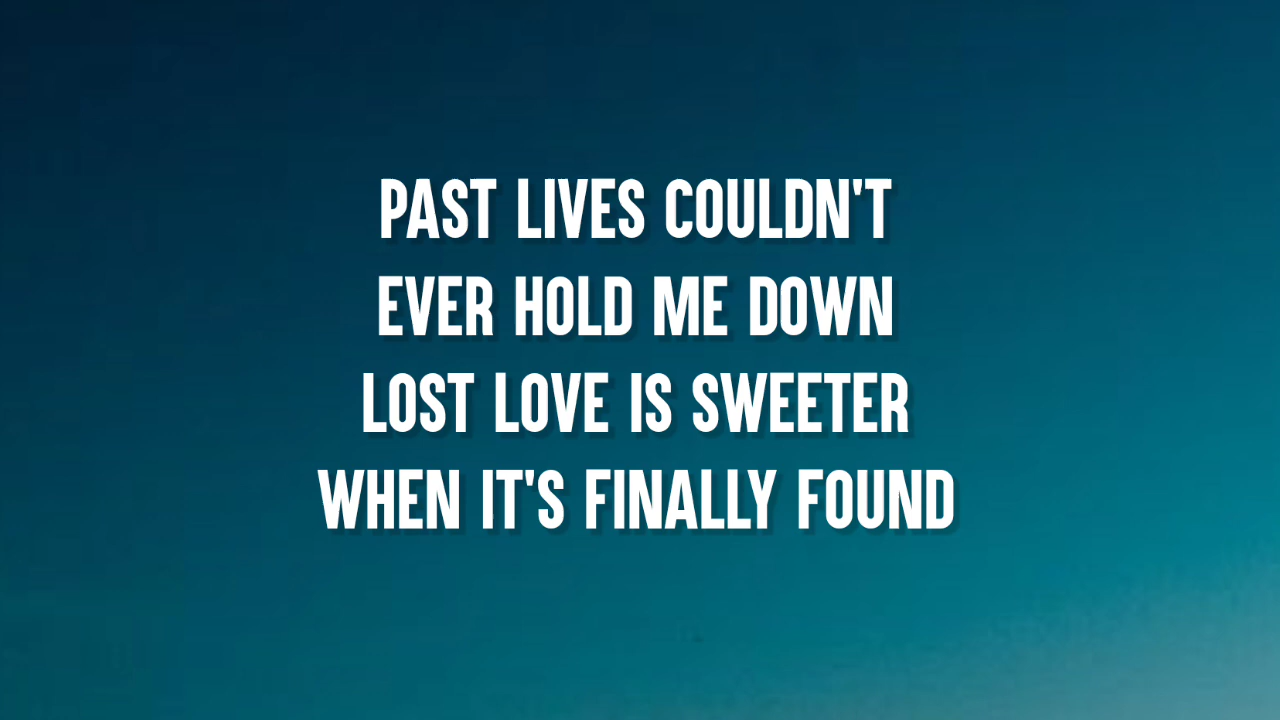 PAST LIVES COULDN'T
EVER HOLD ME DOWN
LOST LOVE IS SWEETER
WHEN IT'S FINALLY FOUND